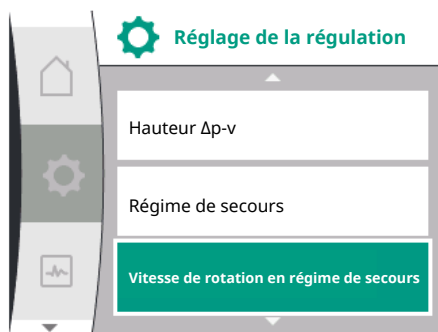 Réglage de la régulation
Hauteur Δp-v
Régime de secours
Vitesse de rotation en régime de secours